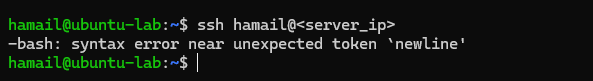 hamail@ubuntu-lab:~$ ssh hamail@<server_ip>
-bash: syntax error near unexpected token `newline'
hamail@ubuntu-lab:~$